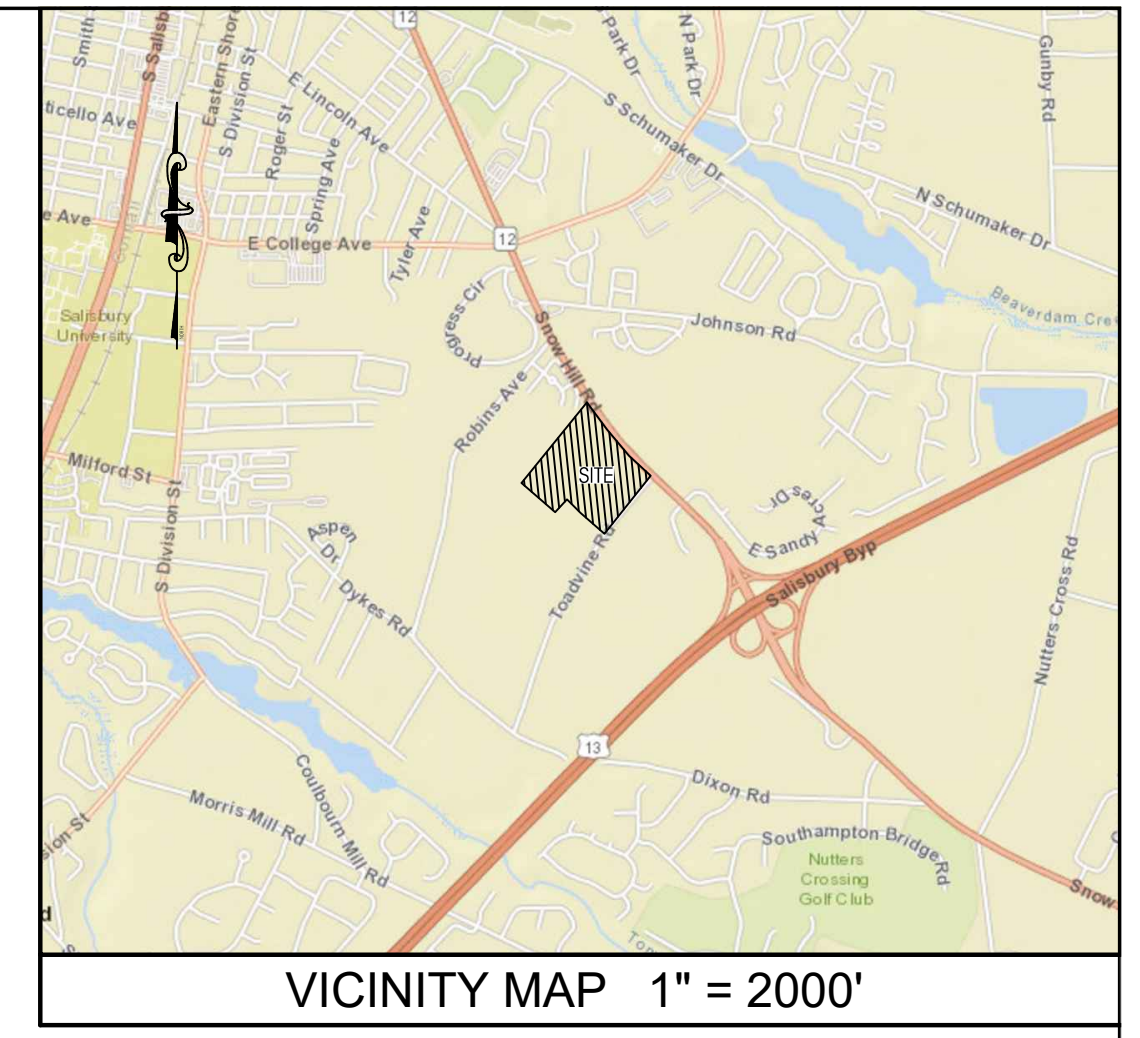 12
Smith
S Salisb
Eastern Shore
S Division St
ticello Ave
E Lincoln Ave
Roger St
Spring Ave
Tyler Ave
e Ave
E College Ave
12
S Park Dr
N Park Dr
Gunby Rd
S Schumaker Dr
N Schumaker Dr
Beaverdam Cre
Salisbury
University
Progress Cir
Snow Hill Rd
Johnson Rd
Robins Ave
Milford St
SITE
S Division St
Aspen
Dr
Dykes Rd
Toadvine Rd
E Sandy Acres Dr
Salisbury Byp
Nutters Cross Rd
13
Coulbourn Mill Rd
Morris Mill Rd
sion St
Dixon Rd
Southampton Bridge Rd
Nutters
Crossing
Golf Club
Snow
d
Ton
VICINITY MAP 1" = 2000'